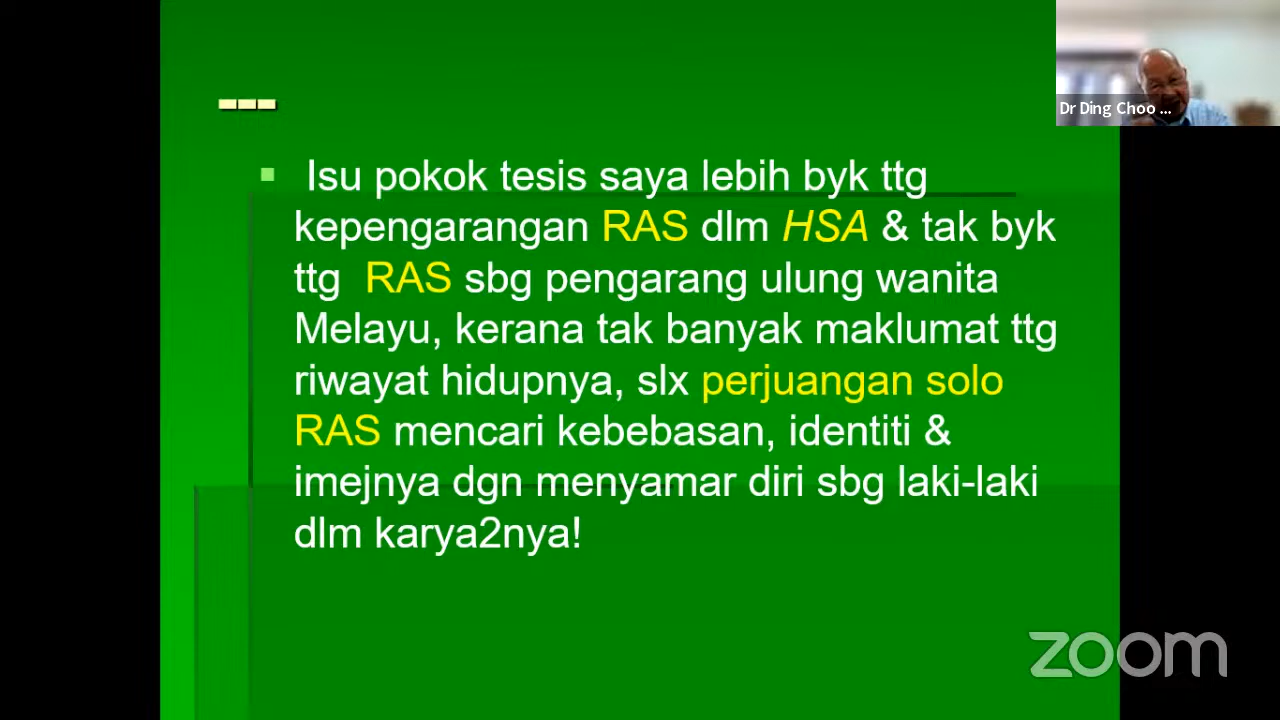 Dr Ding Choo ...
---
Isu pokok tesis saya lebih byk ttg
kepengarangan RAS dlm HSA & tak byk
ttg RAS sbg pengarang ulung wanita
Melayu, kerana tak banyak maklumat ttg
riwayat hidupnya, slx perjuangan solo
RAS mencari kebebasan, identiti &
imejnya dgn menyamar diri sbg laki-laki
dlm karya2nya!
zoom